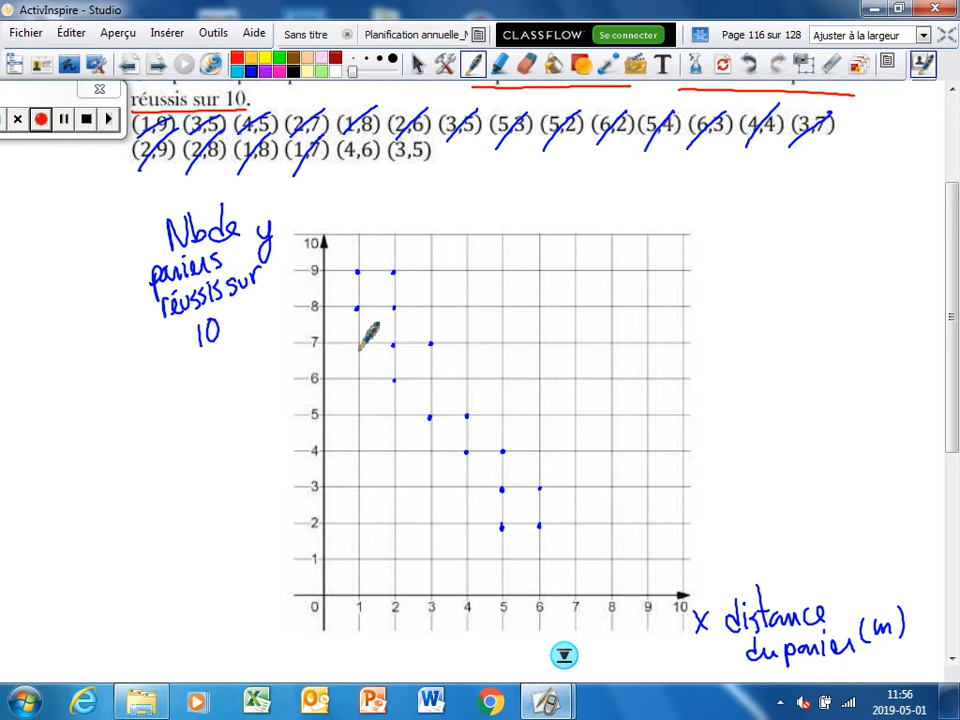 ActivInspire - Studio
Fichier Éditer Aperçu Insérer Outils Aide Sans titre Planification annuelle_N CLASSFLOW Se connecter Page 116 sur 128 Ajuster à la largeur
réussis sur 10.
(1,9) (3,5) (4,5) (2,7) (1,8) (2,6) (3,5) (5,3) (5,2) (6,2) (5,4) (6,3) (4,4) (3,7)
(2,9) (2,8) (1,8) (1,7) (4,6) (3,5)
Nb de y
paniers
réussis sur
10
10
9
8
7
6
5
4
3
2
1
0 1 2 3 4 5 6 7 8 9 10
x distance
du panier (m)
11:56
2019-05-01